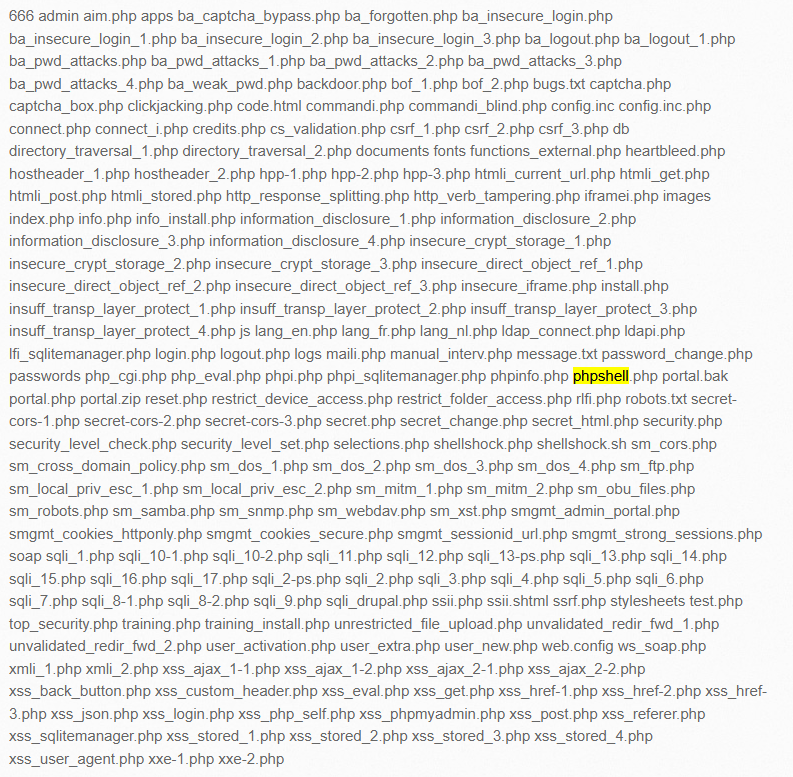 666 admin aim.php apps ba_captcha_bypass.php ba_forgotten.php ba_insecure_login.php
ba_insecure_login_1.php ba_insecure_login_2.php ba_insecure_login_3.php ba_logout.php ba_logout_1.php
ba_pwd_attacks.php ba_pwd_attacks_1.php ba_pwd_attacks_2.php ba_pwd_attacks_3.php
ba_pwd_attacks_4.php ba_weak_pwd.php backdoor.php bof_1.php bof_2.php bugs.txt captcha.php
captcha_box.php clickjacking.php code.html commandi.php commandi_blind.php config.inc config.inc.php
connect.php connect_i.php credits.php cs_validation.php csrf_1.php csrf_2.php csrf_3.php db
directory_traversal_1.php directory_traversal_2.php documents fonts functions_external.php heartbleed.php
hostheader_1.php hostheader_2.php hpp-1.php hpp-2.php hpp-3.php htmli_current_url.php htmli_get.php
htmli_post.php htmli_stored.php http_response_splitting.php http_verb_tampering.php iframei.php images
index.php info.php info_install.php information_disclosure_1.php information_disclosure_2.php
information_disclosure_3.php information_disclosure_4.php insecure_crypt_storage_1.php
insecure_crypt_storage_2.php insecure_crypt_storage_3.php insecure_direct_object_ref_1.php
insecure_direct_object_ref_2.php insecure_direct_object_ref_3.php insecure_iframe.php install.php
insuff_transp_layer_protect_1.php insuff_transp_layer_protect_2.php insuff_transp_layer_protect_3.php
insuff_transp_layer_protect_4.php js lang_en.php lang_fr.php lang_nl.php ldap_connect.php ldapi.php
lfi_sqlitemanager.php login.php logout.php logs maili.php manual_interv.php message.txt password_change.php
passwords php_cgi.php php_eval.php phpi.php phpi_sqlitemanager.php phpinfo.php phpshell.php portal.bak
portal.php portal.zip reset.php restrict_device_access.php restrict_folder_access.php rlfi.php robots.txt secret-
cors-1.php secret-cors-2.php secret-cors-3.php secret.php secret_change.php secret_html.php security.php
security_level_check.php security_level_set.php selections.php shellshock.php shellshock.sh sm_cors.php
sm_cross_domain_policy.php sm_dos_1.php sm_dos_2.php sm_dos_3.php sm_dos_4.php sm_ftp.php
sm_local_priv_esc_1.php sm_local_priv_esc_2.php sm_mitm_1.php sm_mitm_2.php sm_obu_files.php
sm_robots.php sm_samba.php sm_snmp.php sm_webdav.php sm_xst.php smgmt_admin_portal.php
smgmt_cookies_httponly.php smgmt_cookies_secure.php smgmt_sessionid_url.php smgmt_strong_sessions.php
soap sqli_1.php sqli_10-1.php sqli_10-2.php sqli_11.php sqli_12.php sqli_13-ps.php sqli_13.php sqli_14.php
sqli_15.php sqli_16.php sqli_17.php sqli_2-ps.php sqli_2.php sqli_3.php sqli_4.php sqli_5.php sqli_6.php
sqli_7.php sqli_8-1.php sqli_8-2.php sqli_9.php sqli_drupal.php ssii.php ssii.shtml ssrf.php stylesheets test.php
top_security.php training.php training_install.php unrestricted_file_upload.php unvalidated_redir_fwd_1.php
unvalidated_redir_fwd_2.php user_activation.php user_extra.php user_new.php web.config ws_soap.php
xmli_1.php xmli_2.php xss_ajax_1-1.php xss_ajax_1-2.php xss_ajax_2-1.php xss_ajax_2-2.php
xss_back_button.php xss_custom_header.php xss_eval.php xss_get.php xss_href-1.php xss_href-2.php xss_href-
3.php xss_json.php xss_login.php xss_php_self.php xss_phpmyadmin.php xss_post.php xss_referer.php
xss_sqlitemanager.php xss_stored_1.php xss_stored_2.php xss_stored_3.php xss_stored_4.php
xss_user_agent.php xxe-1.php xxe-2.php